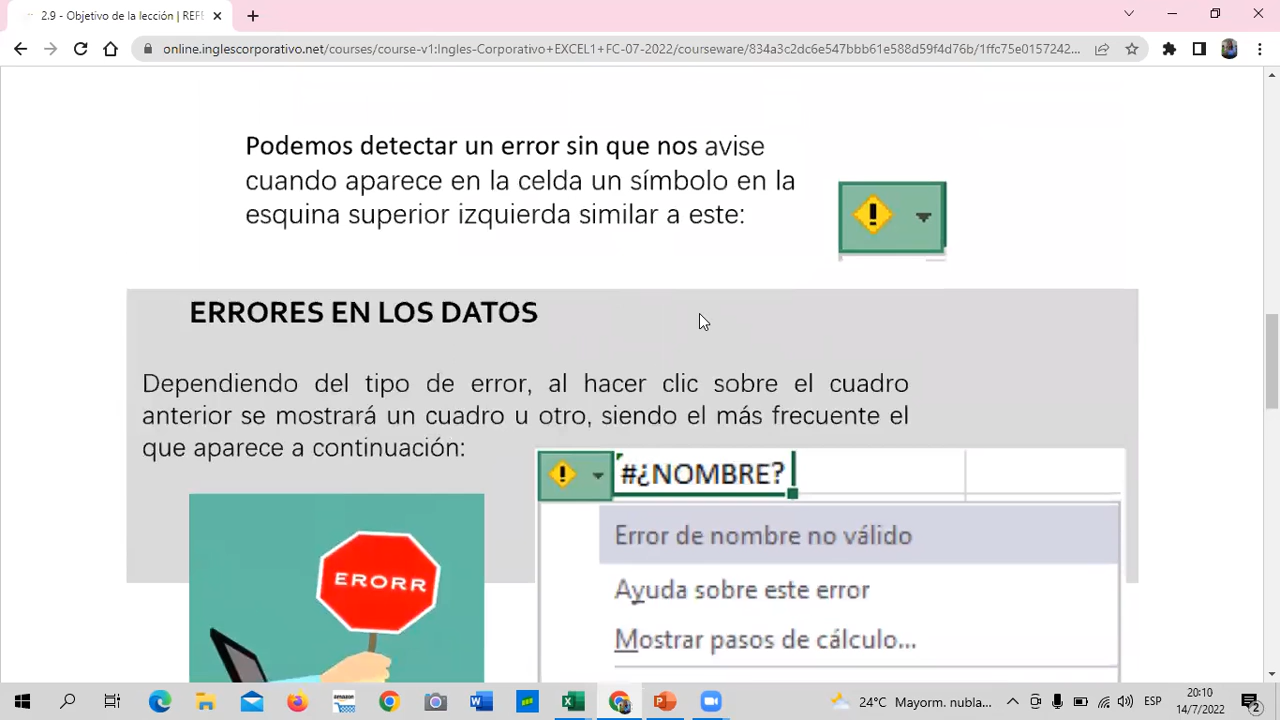 2.9 - Objetivo de la lección | REFE
online.inglescorporativo.net/courses/course-v1:Ingles-Corporativo+EXCEL1+FC-07-2022/courseware/834a3c2dc6e547bbb61e588d59f4d76b/1ffc75e0157242...
Podemos detectar un error sin que nos avise
cuando aparece en la celda un símbolo en la
esquina superior izquierda similar a este:
ERRORES EN LOS DATOS
Dependiendo del tipo de error, al hacer clic sobre el cuadro
anterior se mostrará un cuadro u otro, siendo el más frecuente el
que aparece a continuación:
#¿NOMBRE?
Error de nombre no válido
ERORR
Ayuda sobre este error
Mostrar pasos de cálculo...
amazon
24°C Mayorm. nubla...
ESP
20:10
14/7/2022
2